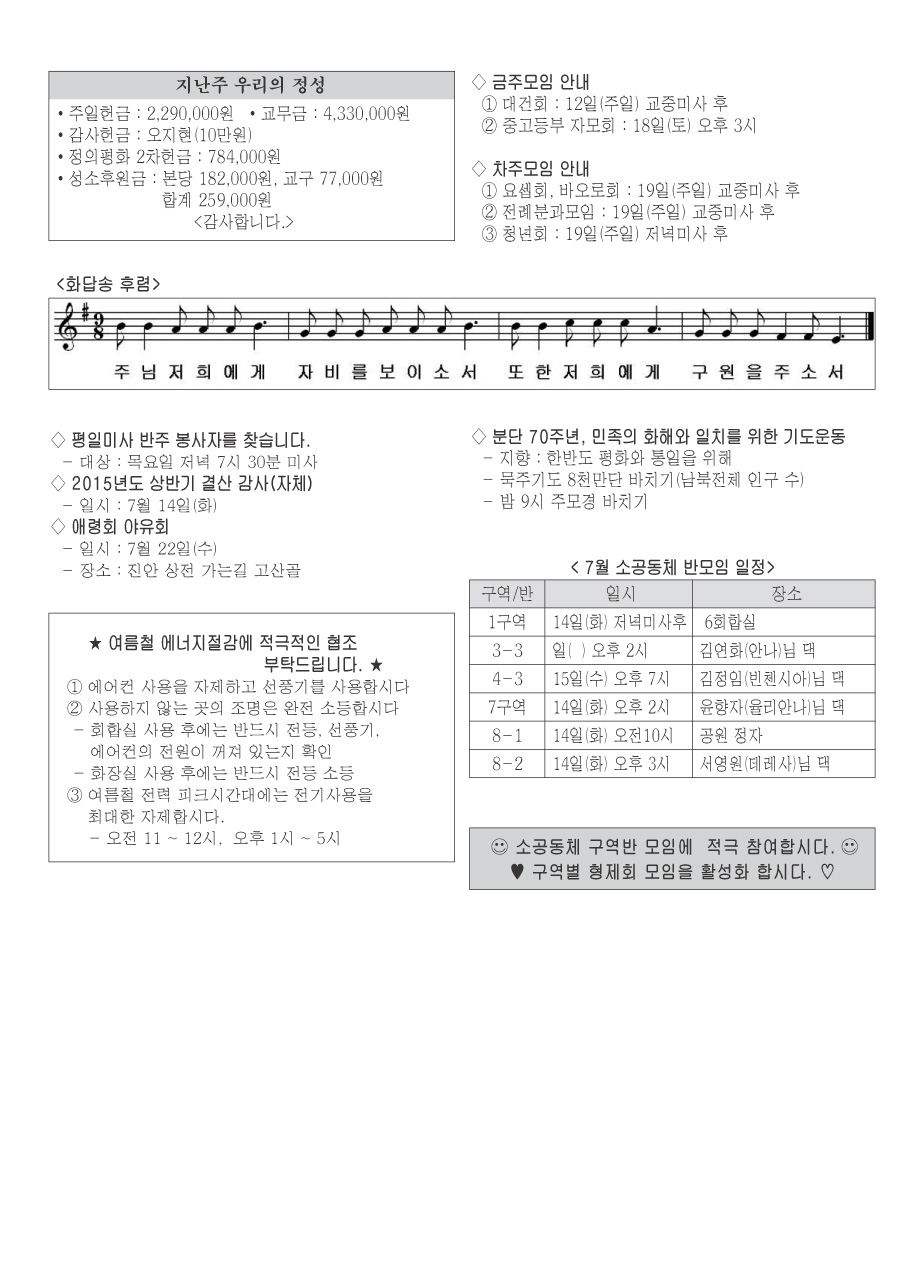 지난주 우리의 정성
• 주일헌금 : 2,290,000원 • 교무금 : 4,330,000원
• 감사헌금 : 오지현(10만원)
• 정의평화 2차헌금 : 784,000원
• 성소후원금 : 본당 182,000원, 교구 77,000원
합계 259,000원
<감사합니다.>
◇ 금주모임 안내
① 대건회 : 12일(주일) 교중미사 후
② 중고등부 자모회 : 18일(토) 오후 3시
◇ 차주모임 안내
① 요셉회, 바오로회 : 19일(주일) 교중미사 후
② 전례분과모임 : 19일(주일) 교중미사 후
③ 청년회 : 19일(주일) 저녁미사 후
<화답송 후렴>
주 님 저 희 에 게 자 비 를 보 이 소 서 또 한 저 희 에 게 구 원 을 주 소 서
◇ 평일미사 반주 봉사자를 찾습니다.
- 대상 : 목요일 저녁 7시 30분 미사
◇ 2015년도 상반기 결산 감사(자체)
- 일시 : 7월 14일(화)
◇ 애령회 야유회
- 일시 : 7월 22일(수)
- 장소 : 진안 상전 가는길 고산골
★ 여름철 에너지절감에 적극적인 협조
부탁드립니다. ★
① 에어컨 사용을 자제하고 선풍기를 사용합시다
② 사용하지 않는 곳의 조명은 완전 소등합시다
- 회합실 사용 후에는 반드시 전등, 선풍기,
에어컨의 전원이 꺼져 있는지 확인
- 화장실 사용 후에는 반드시 전등 소등
③ 여름철 전력 피크시간대에는 전기사용을
최대한 자제합시다.
- 오전 11 ~ 12시, 오후 1시 ~ 5시
◇ 분단 70주년, 민족의 화해와 일치를 위한 기도운동
- 지향 : 한반도 평화와 통일을 위해
- 묵주기도 8천만단 바치기(남북전체 인구 수)
- 밤 9시 주모경 바치기
< 7월 소공동체 반모임 일정>
구역/반 일시 장소
1구역 14일(화) 저녁미사후 6회합실
3-3 일( ) 오후 2시 김연화(안나)님 댁
4-3 15일(수) 오후 7시 김정임(빈첸시아)님 댁
7구역 14일(화) 오후 2시 윤향자(율리안나)님 댁
8-1 14일(화) 오전10시 공원 정자
8-2 14일(화) 오후 3시 서영원(데레사)님 댁
☺ 소공동체 구역반 모임에 적극 참여합시다. ☺
♥ 구역별 형제회 모임을 활성화 합시다. ♡